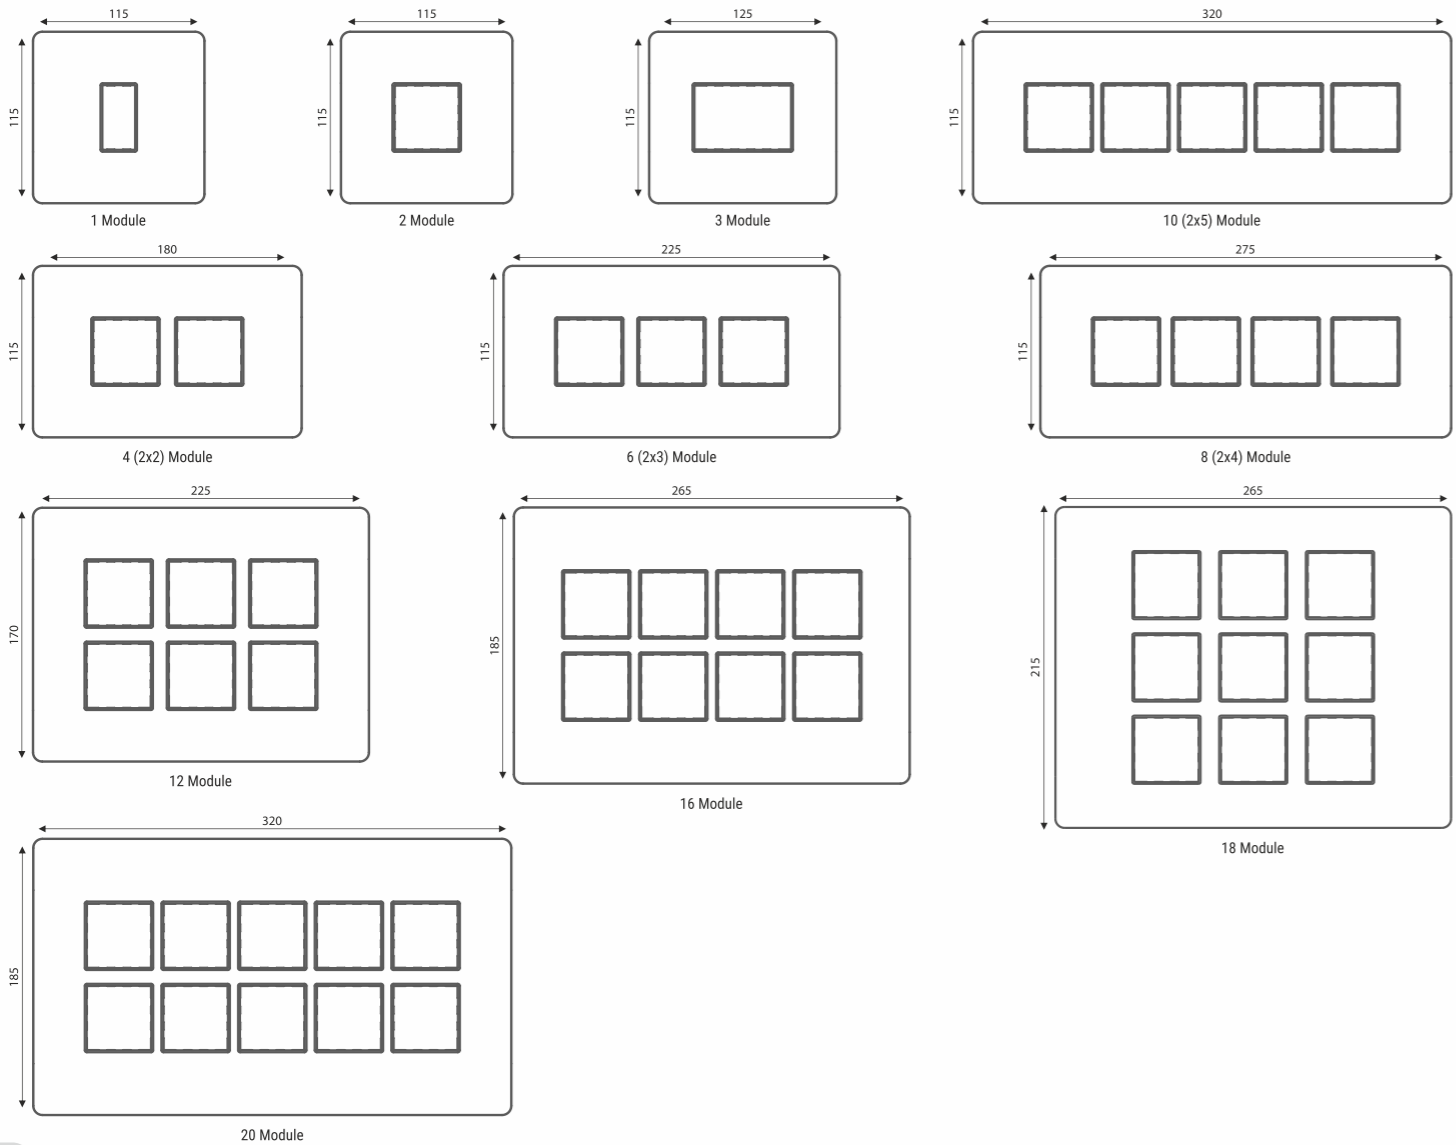 115
115
1 Module
115
115
2 Module
125
115
3 Module
320
115
10 (2x5) Module
180
115
4 (2x2) Module
225
115
6 (2x3) Module
275
115
8 (2x4) Module
225
170
12 Module
265
185
16 Module
265
215
18 Module
320
185
20 Module